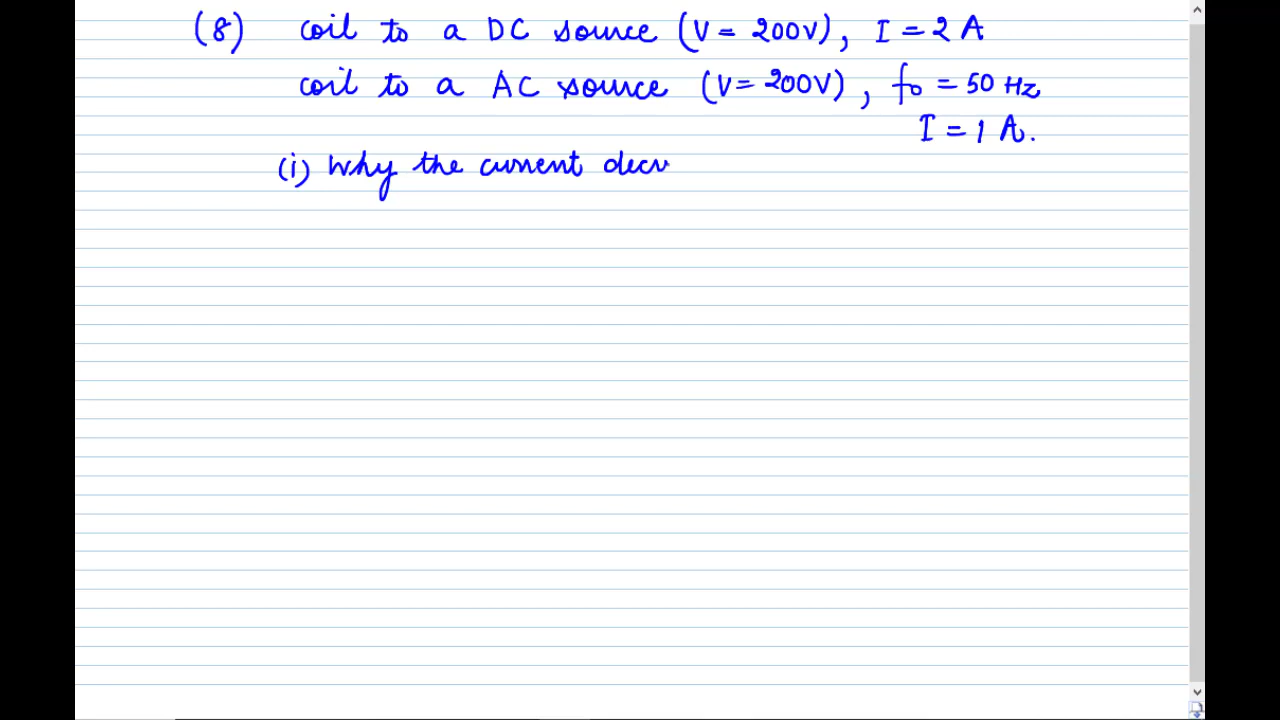 (8) coil to a DC source (V = 200V), I = 2 A
coil to a AC source (V= 200V), fo = 50 Hz
I = 1 A.
(i) Why the current decr